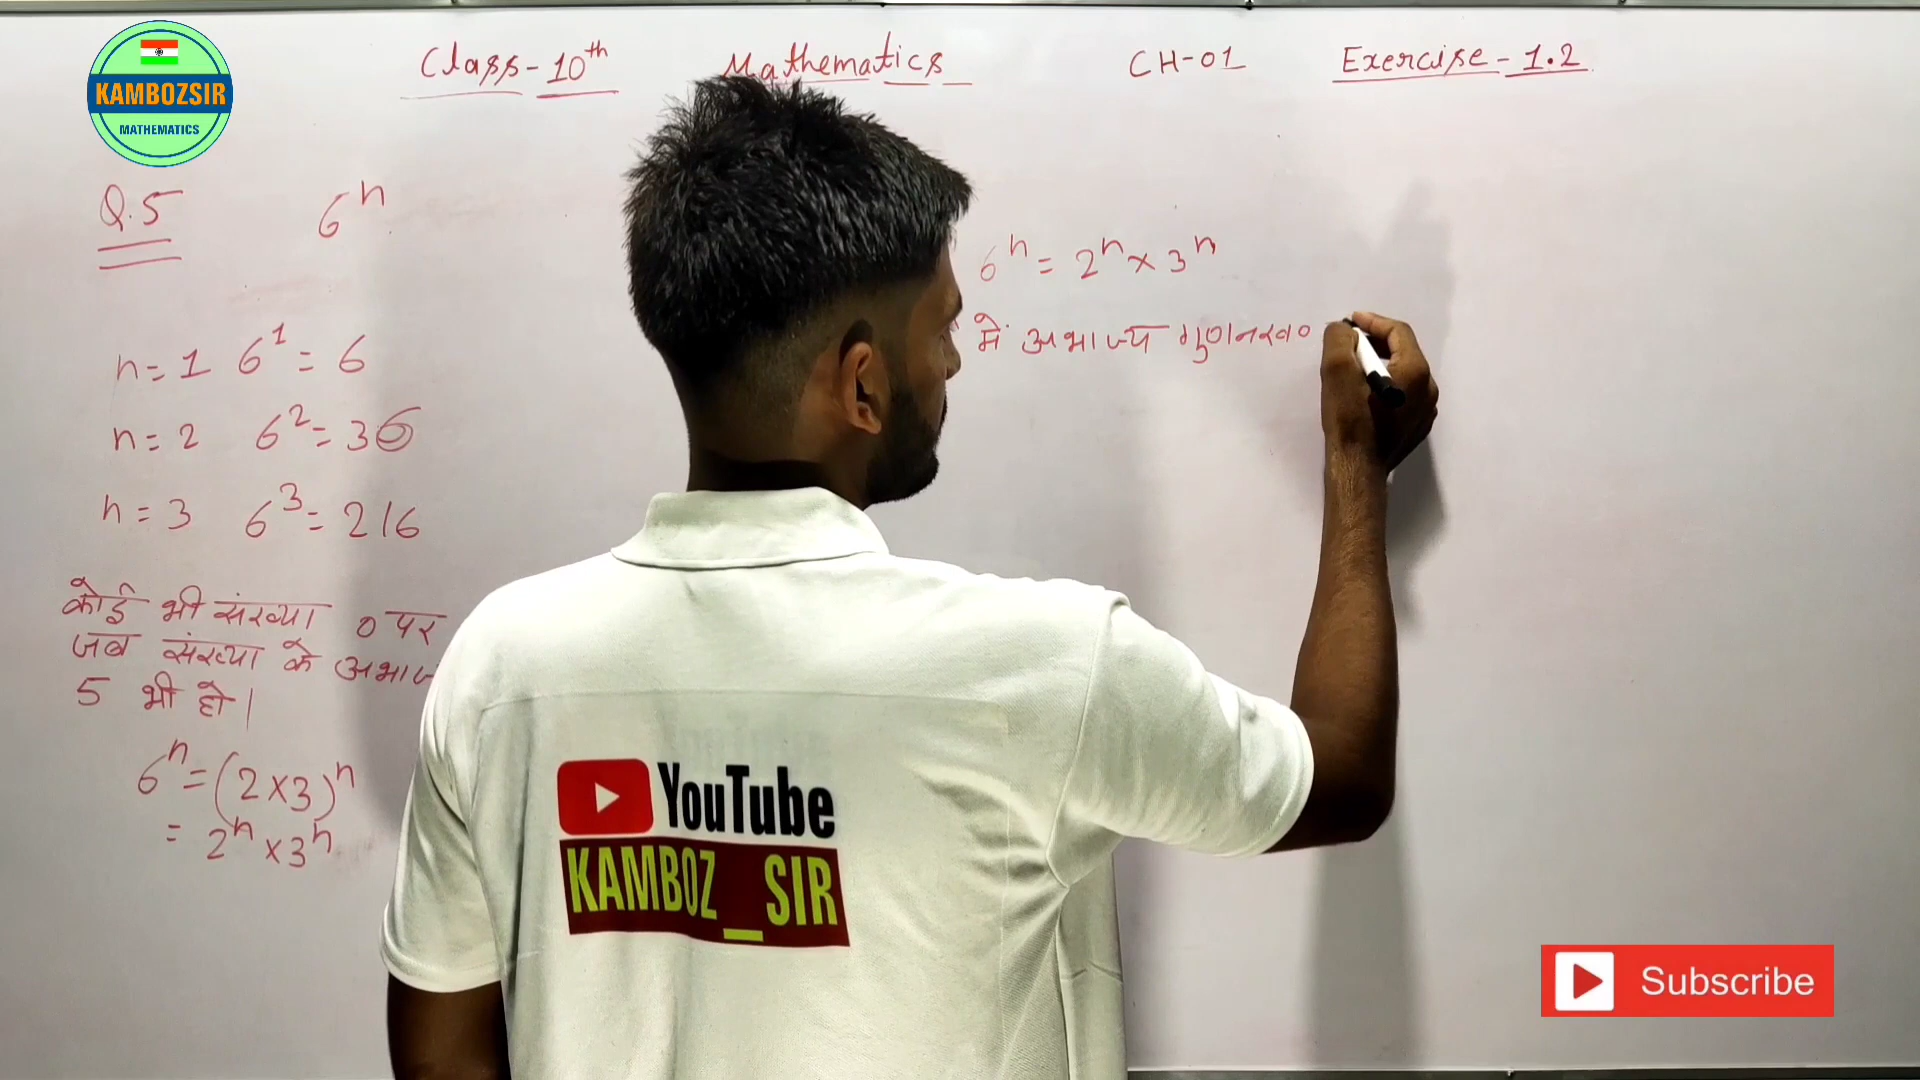 KAMBOZSIR
MATHEMATICS
Class-10th Mathematics CH-01 Exercise-1.2
Q.5 6^n
n=1 6^1=6
n=2 6^2=36
n=3 6^3=216
कोई भी संख्या 0 पर
जब संख्या के अभाज
5 भी हो।
6^n=(2×3)^n
=2^n×3^n
6^n=2^n×3^n
में अभाज्य गुणनख०
YouTube
KAMBOZ_SIR
Subscribe